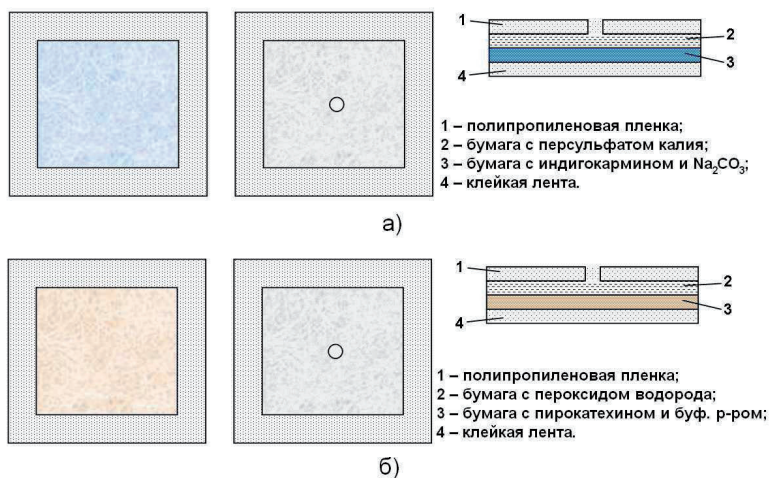 1
2
3
4
1 – полипропиленовая пленка;
2 – бумага с персульфатом калия;
3 – бумага с индигокармином и Na₂CO₃;
4 – клейкая лента.
а)
1
2
3
4
1 – полипропиленовая пленка;
2 – бумага с пероксидом водорода;
3 – бумага с пирокатехином и буф. р-ром;
4 – клейкая лента.
б)